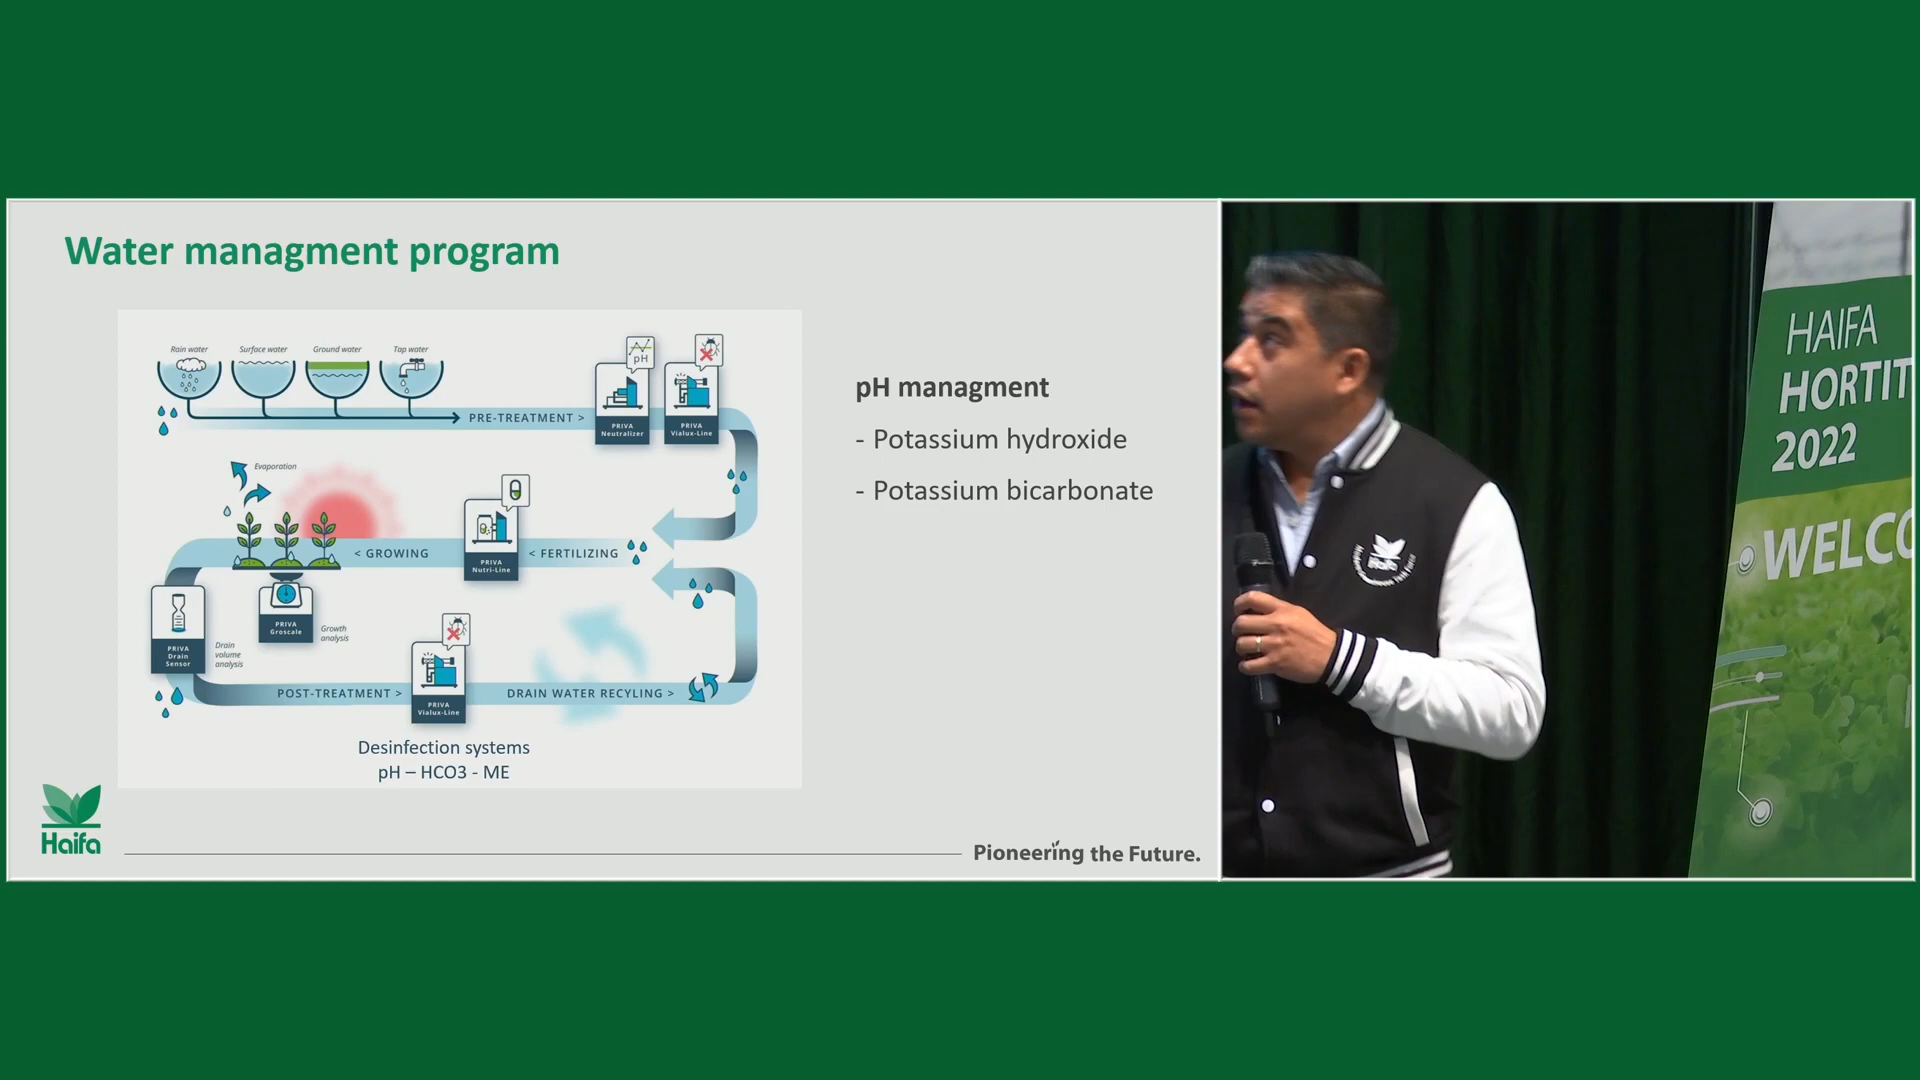 Water managment program
Rain water
Surface water
Ground water
Tap water
pH
PRE-TREATMENT >
PRIVA
Neutralizer
PRIVA
Vialux-Line
Evaporation
< GROWING
PRIVA
Nutri-Line
< FERTILIZING
PRIVA
Groscale
Growth
analysis
PRIVA
Drain
Sensor
Drain
volume
analysis
POST-TREATMENT >
PRIVA
Vialux-Line
DRAIN WATER RECYLING >
Desinfection systems
pH – HCO3 - ME
pH managment
- Potassium hydroxide
- Potassium bicarbonate
Haifa
Pioneering the Future.
Haifa
HAIFA
HORTIT
2022
WELCO